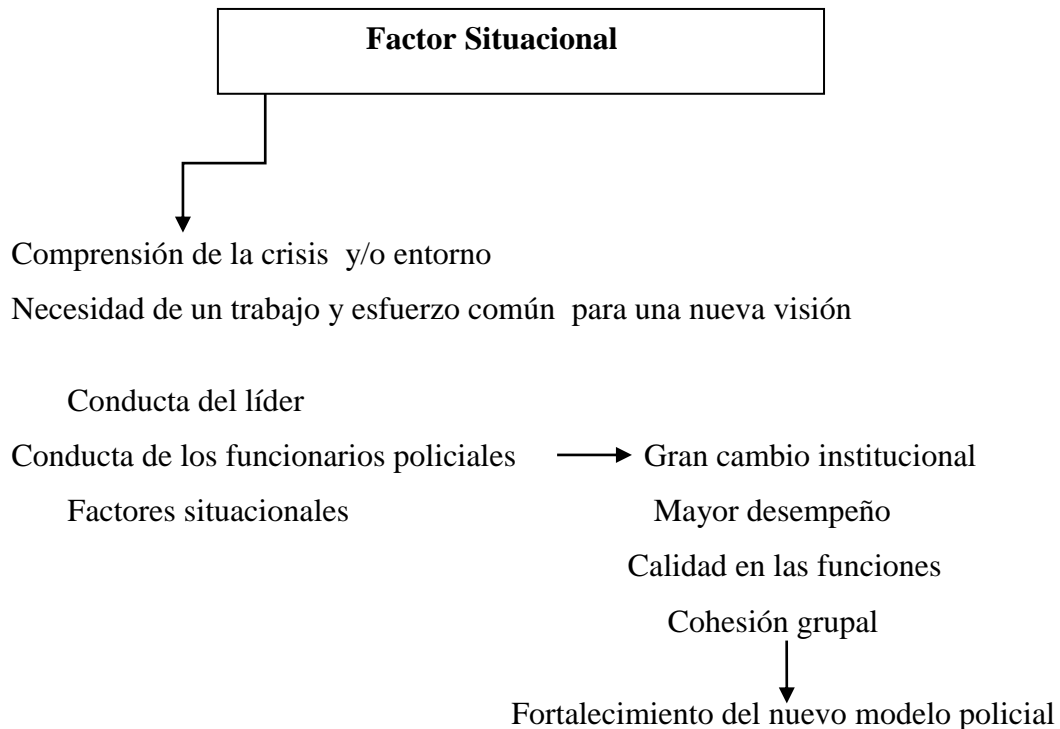 Factor Situacional
Comprensión de la crisis y/o entorno
Necesidad de un trabajo y esfuerzo común para una nueva visión
Conducta del líder
Conducta de los funcionarios policiales Gran cambio institucional
Factores situacionales Mayor desempeño
Calidad en las funciones
Cohesión grupal
Fortalecimiento del nuevo modelo policial